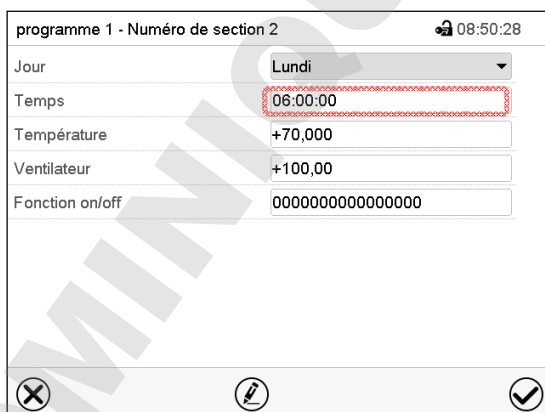 programme 1 - Numéro de section 2 08:50:28
Jour Lundi
Temps 06:00:00
Température +70,000
Ventilateur +100,00
Fonction on/off 0000000000000000